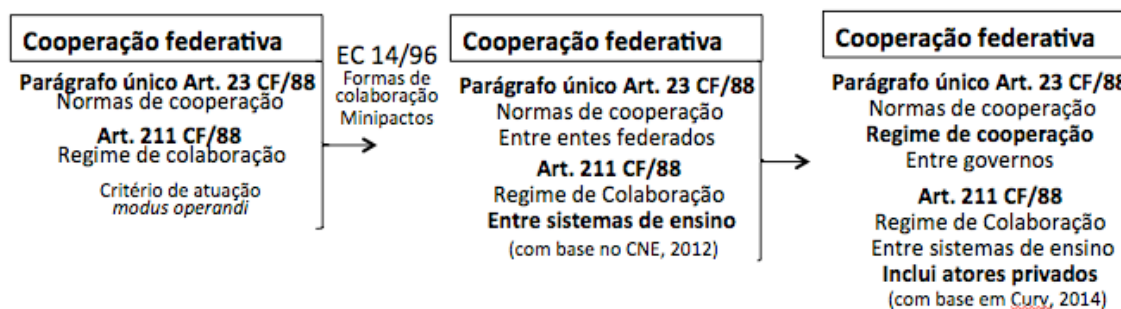 Cooperação federativa
Parágrafo único Art. 23 CF/88
Normas de cooperação
Art. 211 CF/88
Regime de colaboração
Critério de atuação
modus operandi
EC 14/96
Formas de
colaboração
Minipactos
Cooperação federativa
Parágrafo único Art. 23 CF/88
Normas de cooperação
Entre entes federados
Art. 211 CF/88
Regime de Colaboração
Entre sistemas de ensino
(com base no CNE, 2012)
Cooperação federativa
Parágrafo único Art. 23 CF/88
Normas de cooperação
Regime de cooperação
Entre governos
Art. 211 CF/88
Regime de Colaboração
Entre sistemas de ensino
Inclui atores privados
(com base em Cury, 2014)